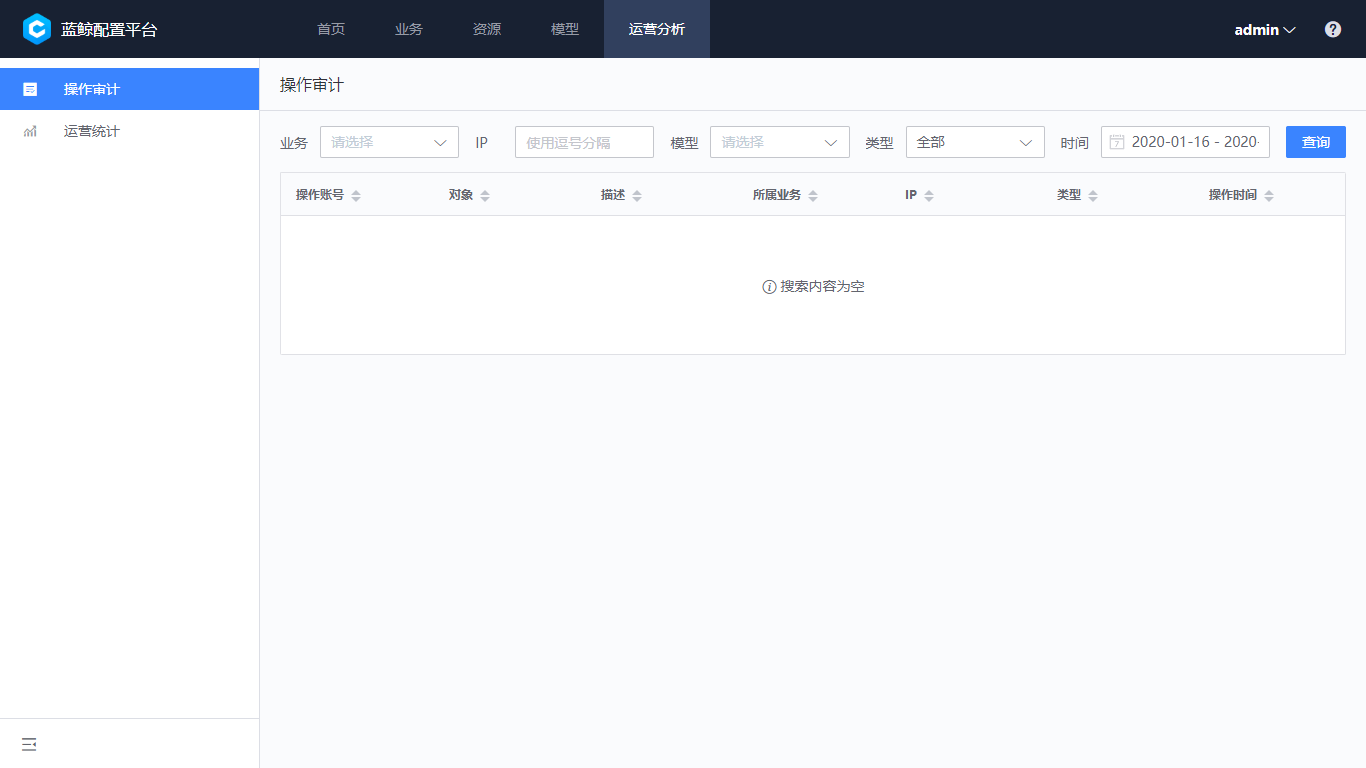 蓝鲸配置平台 首页 业务 资源 模型 运营分析 admin
操作审计
运营统计
操作审计
业务 请选择 IP 使用逗号分隔 模型 请选择 类型 全部 时间 7 2020-01-16 - 2020- 查询
操作账号 对象 描述 所属业务 IP 类型 操作时间
搜索内容为空